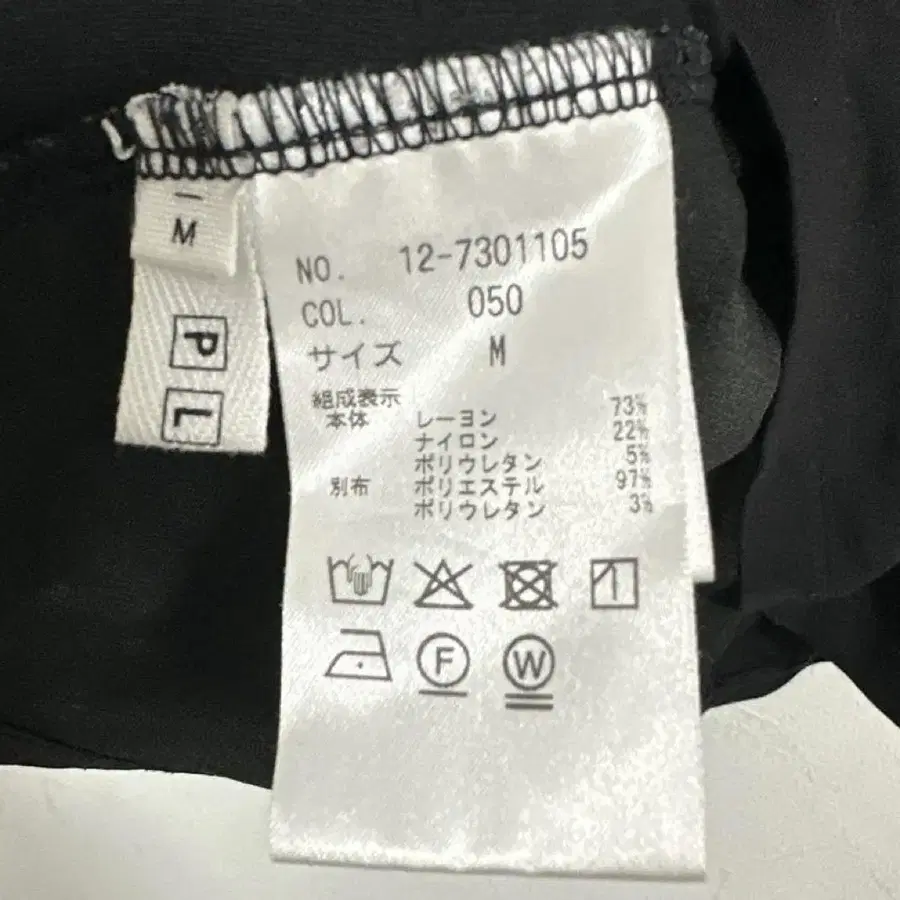 M
P
L
NO. 12-7301105
COL. 050
サイズ M
組成表示
本体 レーヨン 73%
ナイロン 22%
ポリウレタン 5%
別布 ポリエステル 97%
ポリウレタン 3%
F W